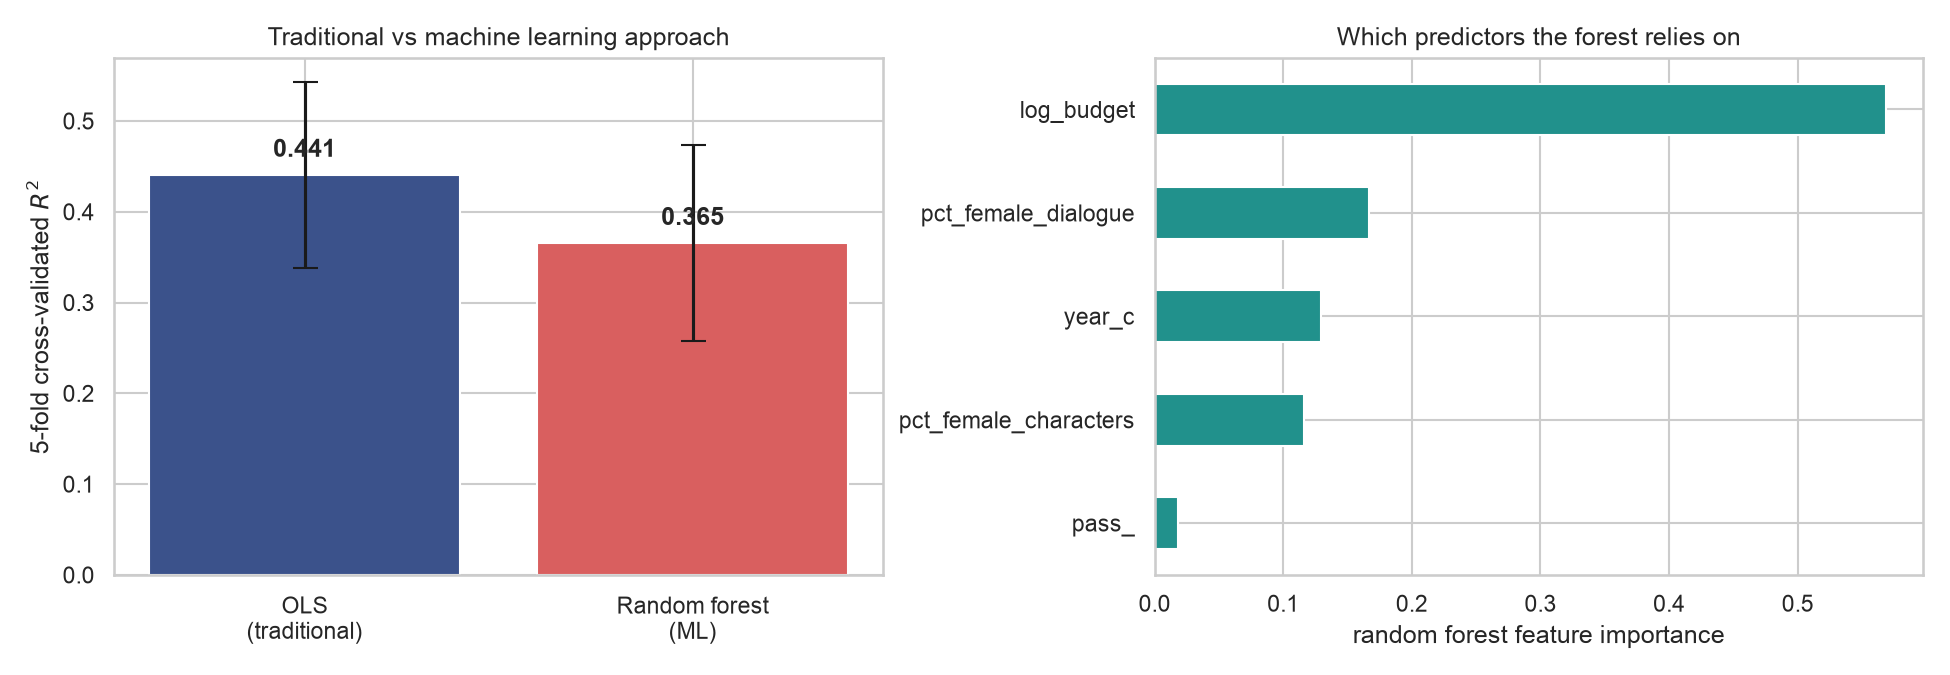 Traditional vs machine learning approach
5-fold cross-validated R²
0.5
0.4
0.3
0.2
0.1
0.0
0.441
0.365
OLS
(traditional)
Random forest
(ML)
Which predictors the forest relies on
log_budget
pct_female_dialogue
year_c
pct_female_characters
pass_
0.0 0.1 0.2 0.3 0.4 0.5
random forest feature importance